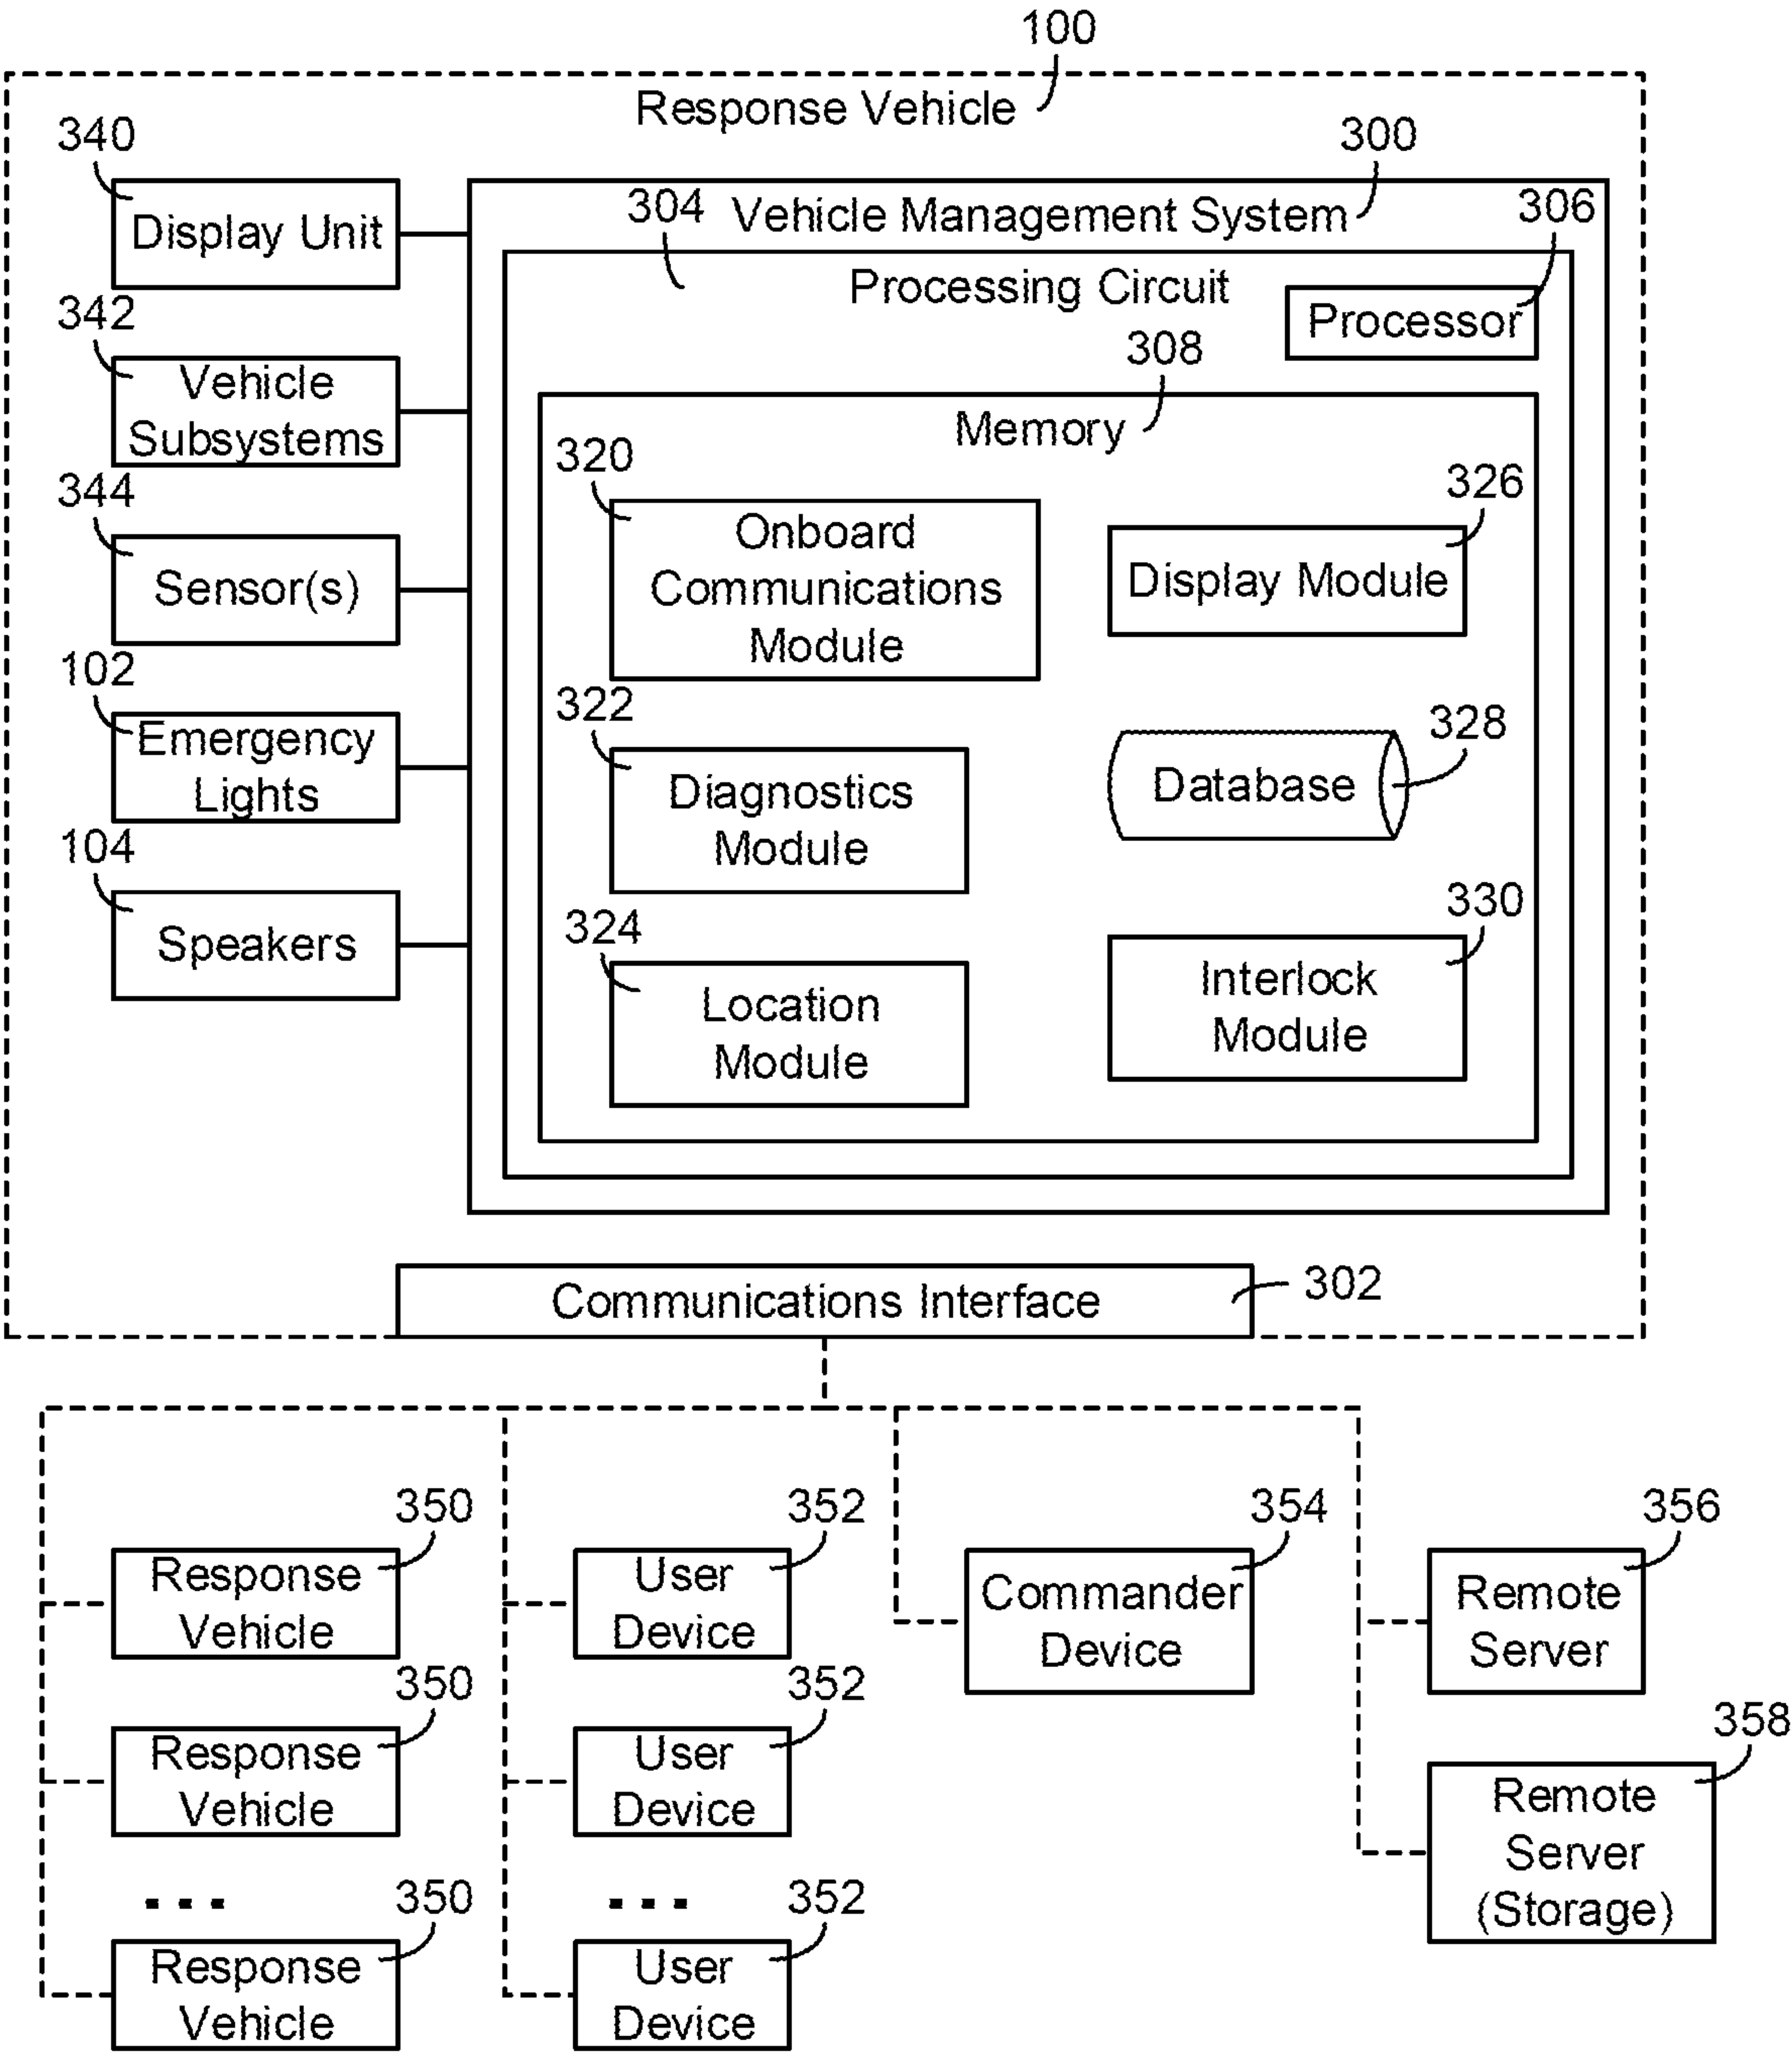 100
Response Vehicle
300
340
Display Unit
304
Vehicle Management System
306
Processing Circuit
Processor
342
Vehicle
Subsystems
308
Memory
344
Sensor(s)
320
Onboard
Communications
Module
326
Display Module
102
Emergency
Lights
322
Diagnostics
Module
328
Database
104
Speakers
324
Location
Module
330
Interlock
Module
Communications Interface
302
350
Response
Vehicle
352
User
Device
354
Commander
Device
356
Remote
Server
350
Response
Vehicle
352
User
Device
358
Remote
Server
(Storage)
...
350
Response
Vehicle
...
352
User
Device